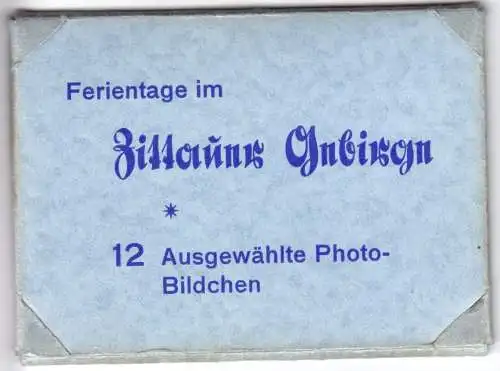 Ferientage im
Zittauer Gebirge
*
12 Ausgewählte Photo-
Bildchen